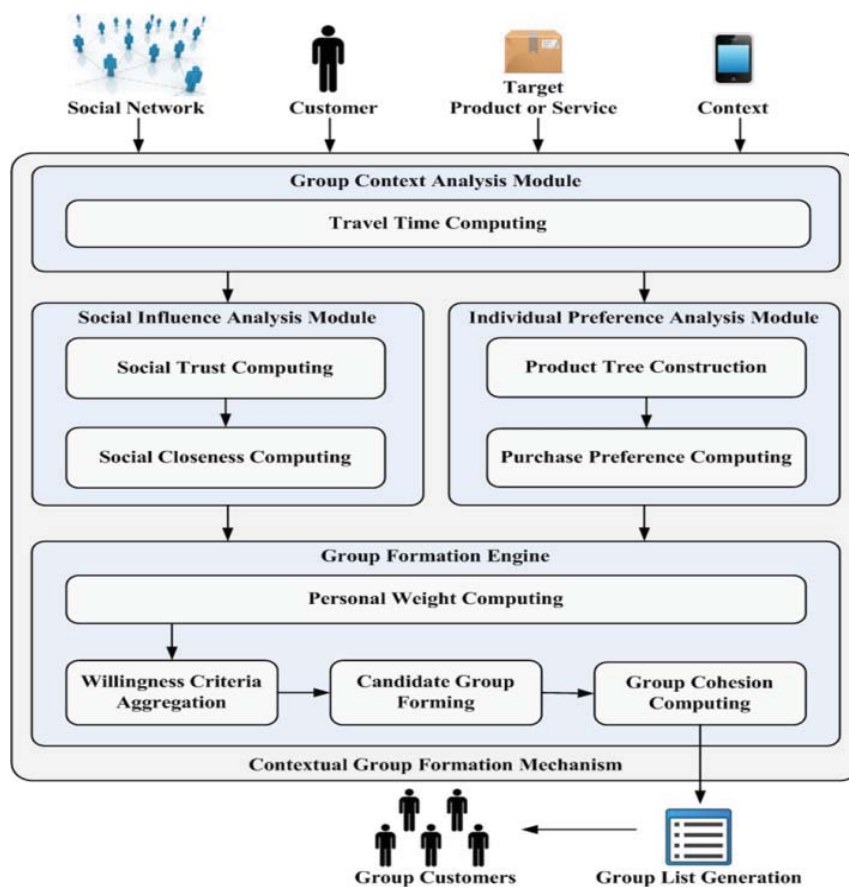 Social Network
Customer
Target
Product or Service
Context
Group Context Analysis Module
Travel Time Computing
Social Influence Analysis Module
Individual Preference Analysis Module
Social Trust Computing
Product Tree Construction
Social Closeness Computing
Purchase Preference Computing
Group Formation Engine
Personal Weight Computing
Willingness Criteria
Aggregation
Candidate Group
Forming
Group Cohesion
Computing
Contextual Group Formation Mechanism
Group Customers
Group List Generation